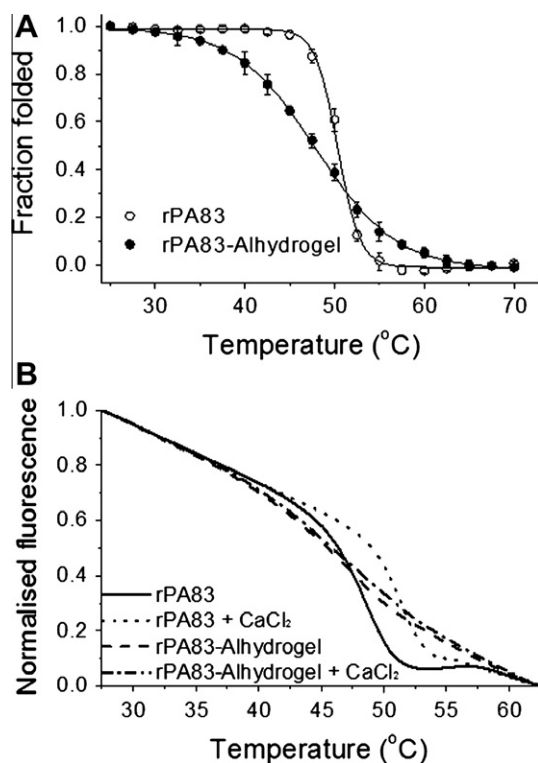 A
Fraction folded
1.0
0.8
0.6
0.4
0.2
0.0
rPA83
rPA83-Alhydrogel
30 40 50 60 70
Temperature (°C)
B
Normalised fluorescence
1.0
0.8
0.6
0.4
0.2
0.0
rPA83
rPA83 + CaCl₂
rPA83-Alhydrogel
rPA83-Alhydrogel + CaCl₂
30 35 40 45 50 55 60
Temperature (°C)